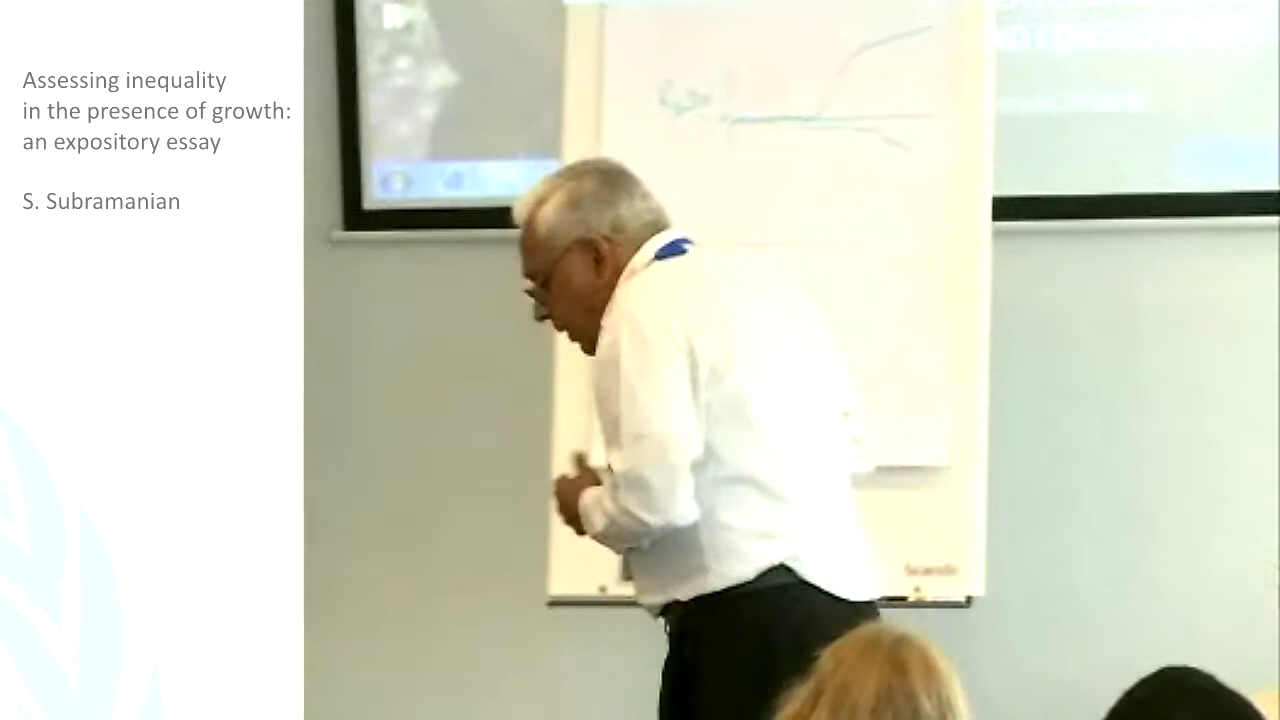 Assessing inequality
in the presence of growth:
an expository essay
S. Subramanian